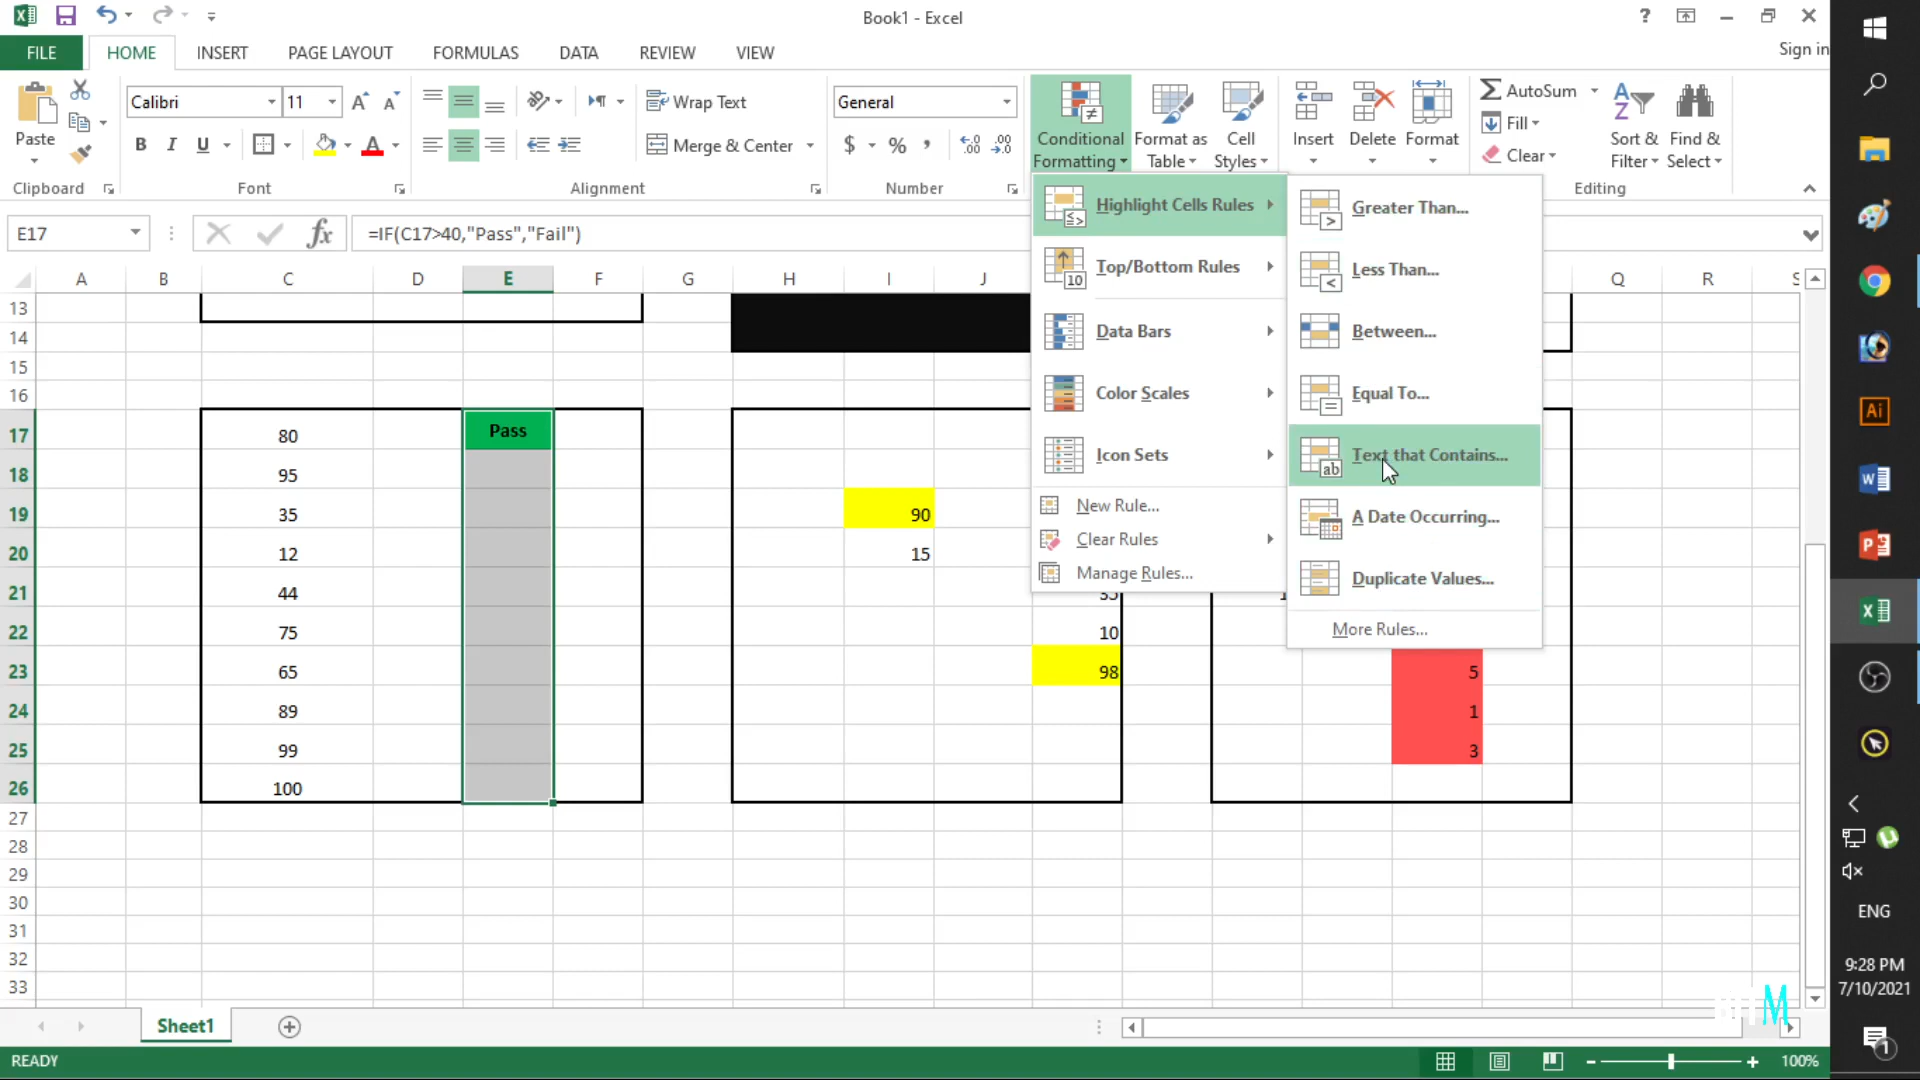 Book1 - Excel
?
Sign in
FILE
HOME
INSERT
PAGE LAYOUT
FORMULAS
DATA
REVIEW
VIEW
Paste
Calibri
11
Wrap Text
Merge & Center
General
Conditional
Formatting
Format as
Table
Cell
Styles
Insert
Delete
Format
AutoSum
Fill
Clear
Sort &
Filter
Find &
Select
Clipboard
Font
Alignment
Number
Editing
E17
=IF(C17>40,"Pass","Fail")
Highlight Cells Rules
Top/Bottom Rules
Data Bars
Color Scales
Icon Sets
New Rule...
Clear Rules
Manage Rules...
Greater Than...
Less Than...
Between...
Equal To...
Text that Contains...
A Date Occurring...
Duplicate Values...
More Rules...
A B C D E F G H I J Q R S
13
14
15
16
17 80 Pass
18 95
19 35 90
20 12 15
21 44 35
22 75 10
23 65 98 5
24 89 1
25 99 3
26 100
27
28
29
30
31
32
33
Sheet1
READY
100%
ENG
9:28 PM
7/10/2021
1